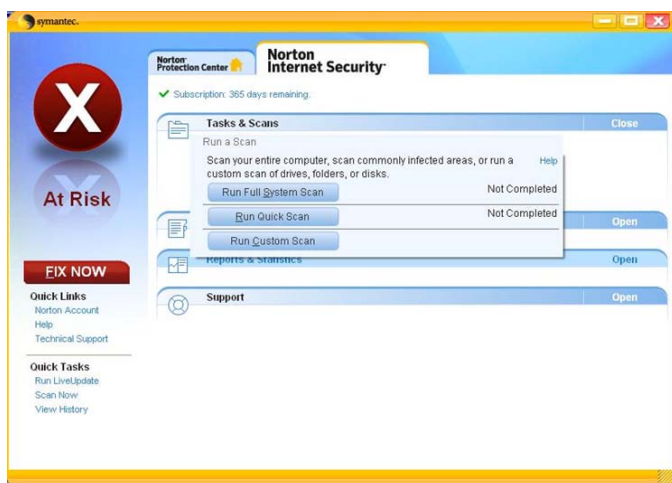 symantec.
Norton
Protection Center
Norton
Internet Security
Subscription: 365 days remaining.
X
At Risk
FIX NOW
Quick Links
Norton Account
Help
Technical Support
Quick Tasks
Run LiveUpdate
Scan Now
View History
Tasks & Scans
Close
Run a Scan
Scan your entire computer, scan commonly infected areas, or run a
custom scan of drives, folders, or disks.
Help
Run Full System Scan
Not Completed
Run Quick Scan
Not Completed
Run Custom Scan
Open
Reports & Statistics
Open
Support
Open